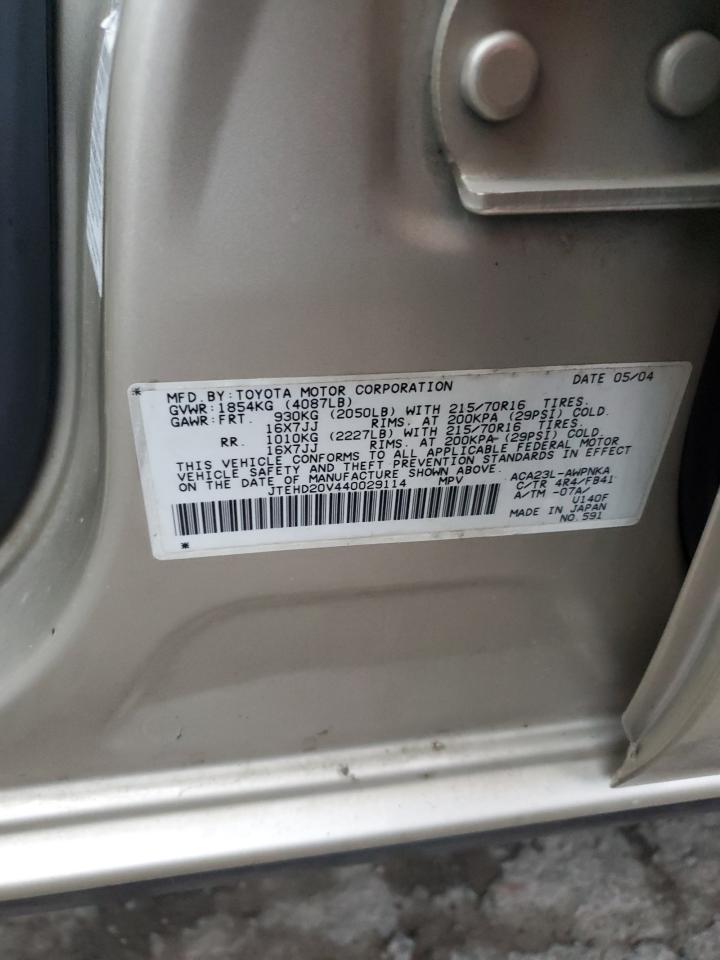 MFD.BY:TOYOTA MOTOR CORPORATION DATE 05/04
GVWR:1854KG (4087LB)
GAWR:FRT. 930KG (2050LB) WITH 215/70R16 TIRES.
16X7JJ RIMS. AT 200KPA (29PSI) COLD.
RR. 1010KG (2227LB) WITH 215/70R16 TIRES.
16X7JJ RIMS. AT 200KPA (29PSI) COLD.
THIS VEHICLE CONFORMS TO ALL APPLICABLE FEDERAL MOTOR
VEHICLE SAFETY AND THEFT PREVENTION STANDARDS IN EFFECT
ON THE DATE OF MANUFACTURE SHOWN ABOVE.
JTEHD20V440029114 MPV
ACA23L-AWPNKA
C/TR 4R4/FB41
A/TM -07A/
U140F
MADE IN JAPAN
NO.591